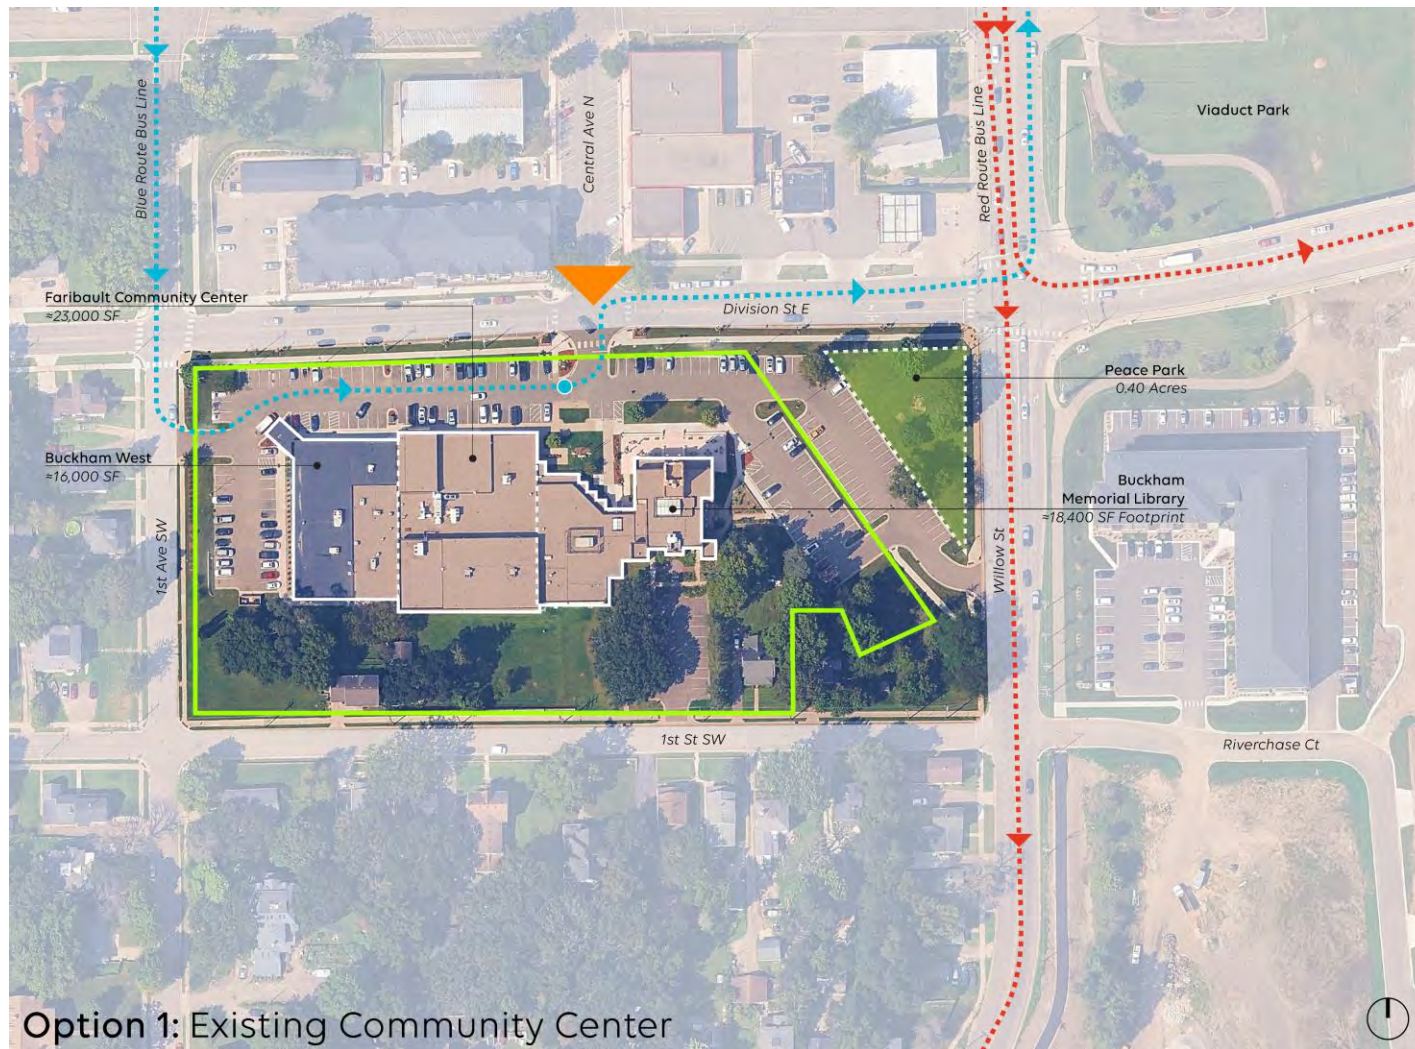 Viaduct Park
Blue Route Bus Line
Central Ave N
Red Route Bus Line
Faribault Community Center
≈23,000 SF
Division St E
Peace Park
0.40 Acres
Buckham West
≈16,000 SF
Buckham
Memorial Library
≈18,400 SF Footprint
1st Ave SW
Willow St
1st St SW
Riverchase Ct
Option 1: Existing Community Center